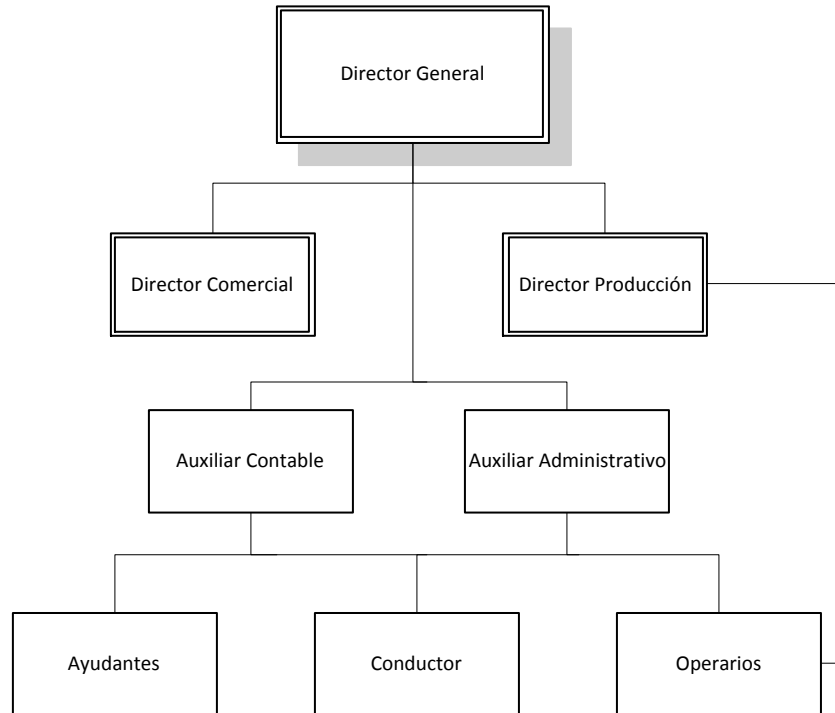 Director General
Director Comercial
Director Producción
Auxiliar Contable
Auxiliar Administrativo
Ayudantes
Conductor
Operarios